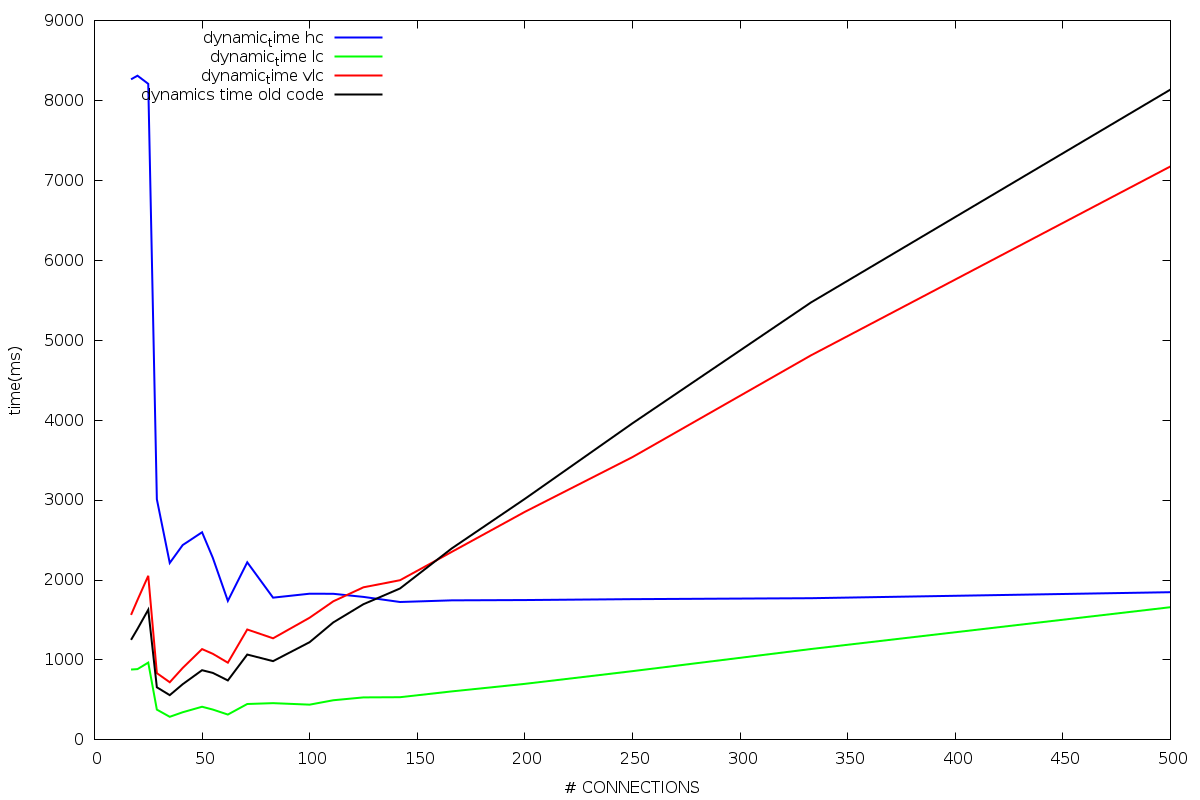 9000
8000
7000
6000
5000
4000
3000
2000
1000
0
time(ms)
dynamic_time hc
dynamic_time lc
dynamic_time vlc
dynamics time old code
0 50 100 150 200 250 300 350 400 450 500
# CONNECTIONS